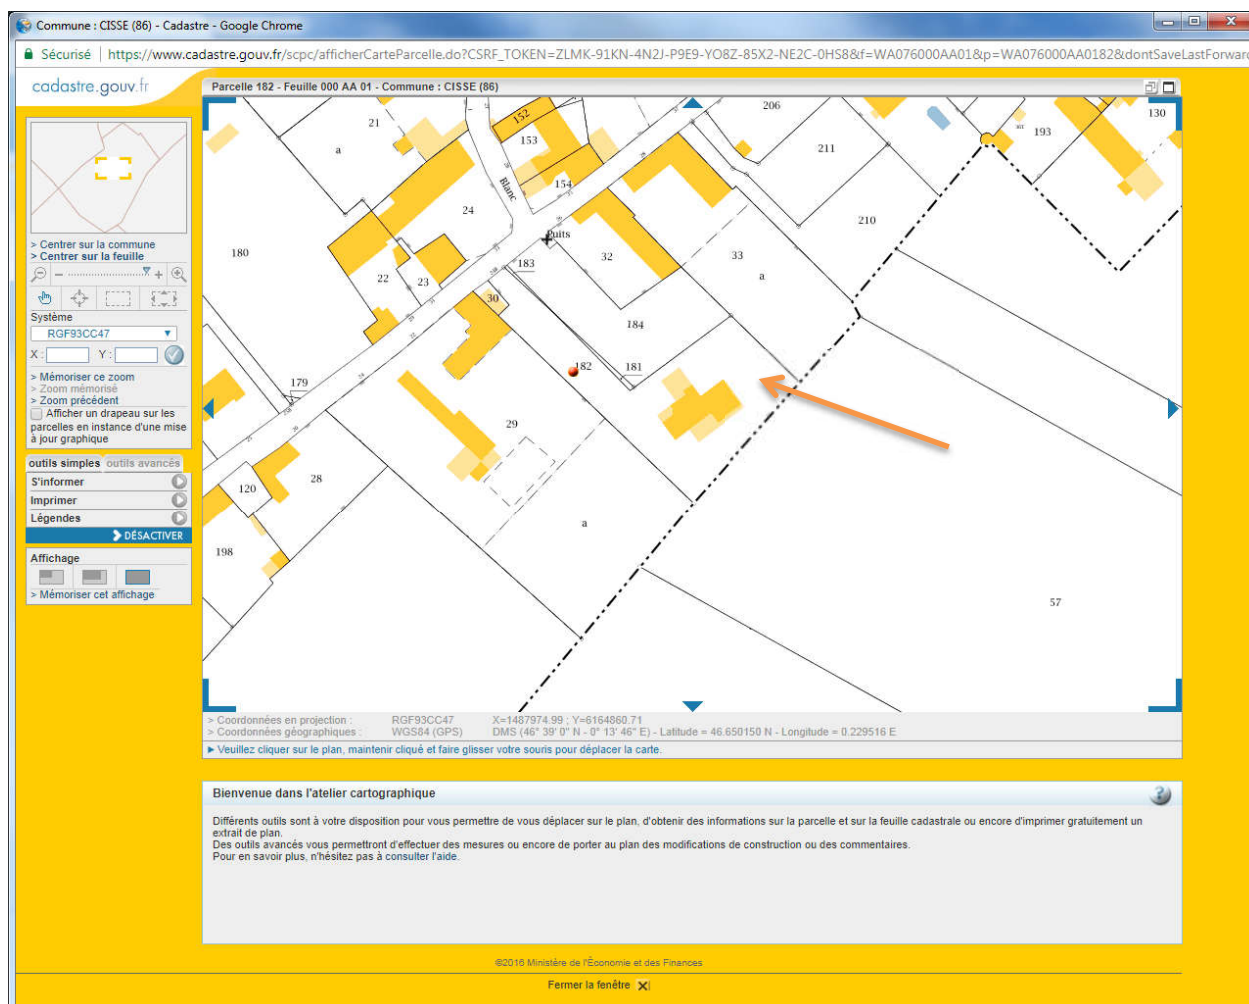 Commune : CISSE (86) - Cadastre - Google Chrome
Sécurisé | https://www.cadastre.gouv.fr/scpc/afficherCarteParcelle.do?CSRF_TOKEN=ZLMK-91KN-4N2J-P9E9-YO8Z-85X2-NE2C-0HS8&f=WA076000AA01&p=WA076000AA0182&dontSaveLastForward
cadastre.gouv.fr
Parcelle 182 - Feuille 000 AA 01 - Commune : CISSE (86)
> Centrer sur la commune
> Centrer sur la feuille
Système
RGF93CC47
X : Y :
> Mémoriser ce zoom
> Zoom mémorisé
> Zoom précédent
Afficher un drapeau sur les
parcelles en instance d'une mise
à jour graphique
outils simples outils avancés
S'informer
Imprimer
Légendes
DÉSACTIVER
Affichage
> Mémoriser cet affichage
21
152
153
206
130
193
a
211
154
Blanc
24
210
Puits
180
32
33
183
a
22
23
30
184
182
181
179
29
28
120
a
198
57
> Coordonnées en projection : RGF93CC47 X=1487974.99 ; Y=6164860.71
> Coordonnées géographiques : WGS84 (GPS) DMS (46° 39' 0" N - 0° 13' 46" E) - Latitude = 46.650150 N - Longitude = 0.229516 E
Veuillez cliquer sur le plan, maintenir cliqué et faire glisser votre souris pour déplacer la carte.
Bienvenue dans l'atelier cartographique
Différents outils sont à votre disposition pour vous permettre de vous déplacer sur le plan, d'obtenir des informations sur la parcelle et sur la feuille cadastrale ou encore d'imprimer gratuitement un
extrait de plan.
Des outils avancés vous permettront d'effectuer des mesures ou encore de porter au plan des modifications de construction ou des commentaires.
Pour en savoir plus, n'hésitez pas à consulter l'aide.
©2016 Ministère de l'Économie et des Finances
Fermer la fenêtre